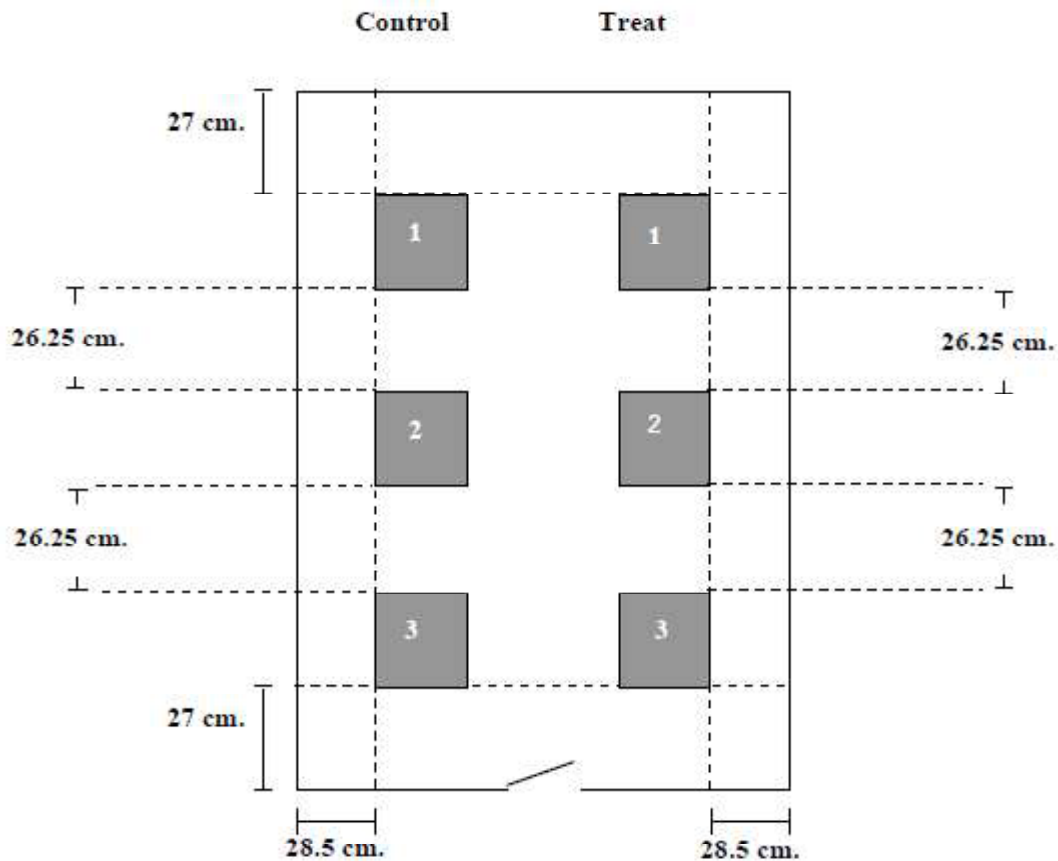 Control Treat
27 cm.
1 1
26.25 cm. 26.25 cm.
2 2
26.25 cm. 26.25 cm.
3 3
27 cm.
28.5 cm. 28.5 cm.